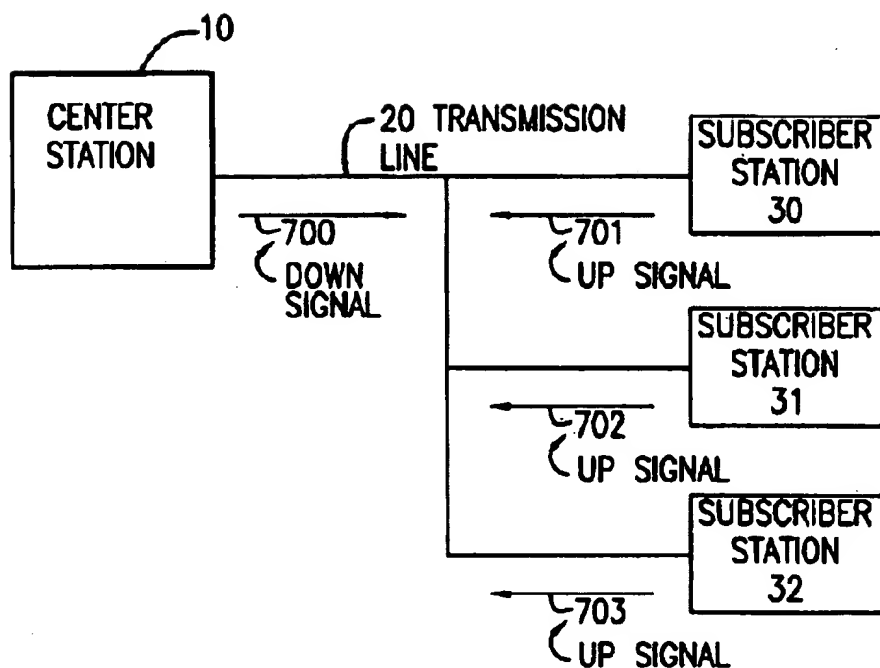 10
CENTER
STATION
20 TRANSMISSION
LINE
SUBSCRIBER
STATION
30
700
DOWN
SIGNAL
701
UP SIGNAL
SUBSCRIBER
STATION
31
702
UP SIGNAL
SUBSCRIBER
STATION
32
703
UP SIGNAL